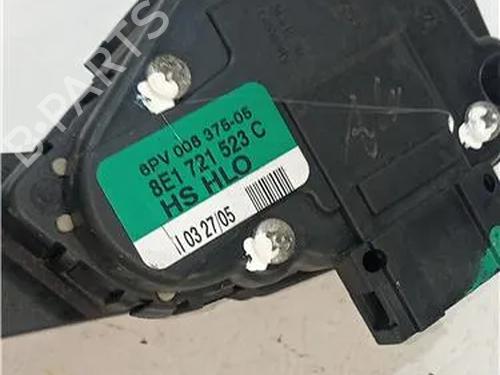 B-PARTS
6PV 008 375-05
8E1 721 523 C
HS HLO
I 03 27/05